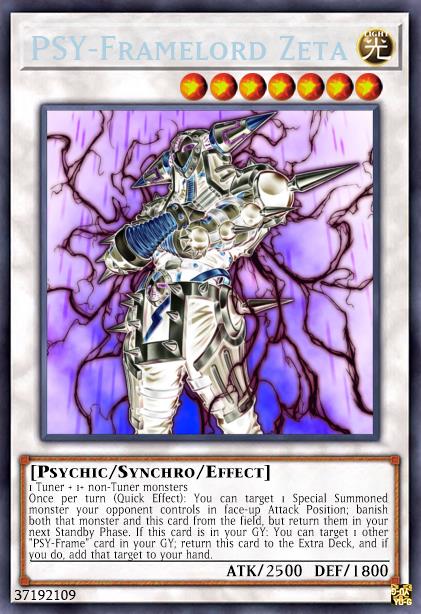 PSY-Framelord Zeta
LIGHT
光
[Psychic/Synchro/Effect]
1 Tuner + 1+ non-Tuner monsters
Once per turn (Quick Effect): You can target 1 Special Summoned
monster your opponent controls in face-up Attack Position; banish
both that monster and this card from the field, but return them in your
next Standby Phase. If this card is in your GY: You can target 1 other
"PSY-Frame" card in your GY; return this card to the Extra Deck, and if
you do, add that target to your hand.
ATK/2500 DEF/1800
37192109